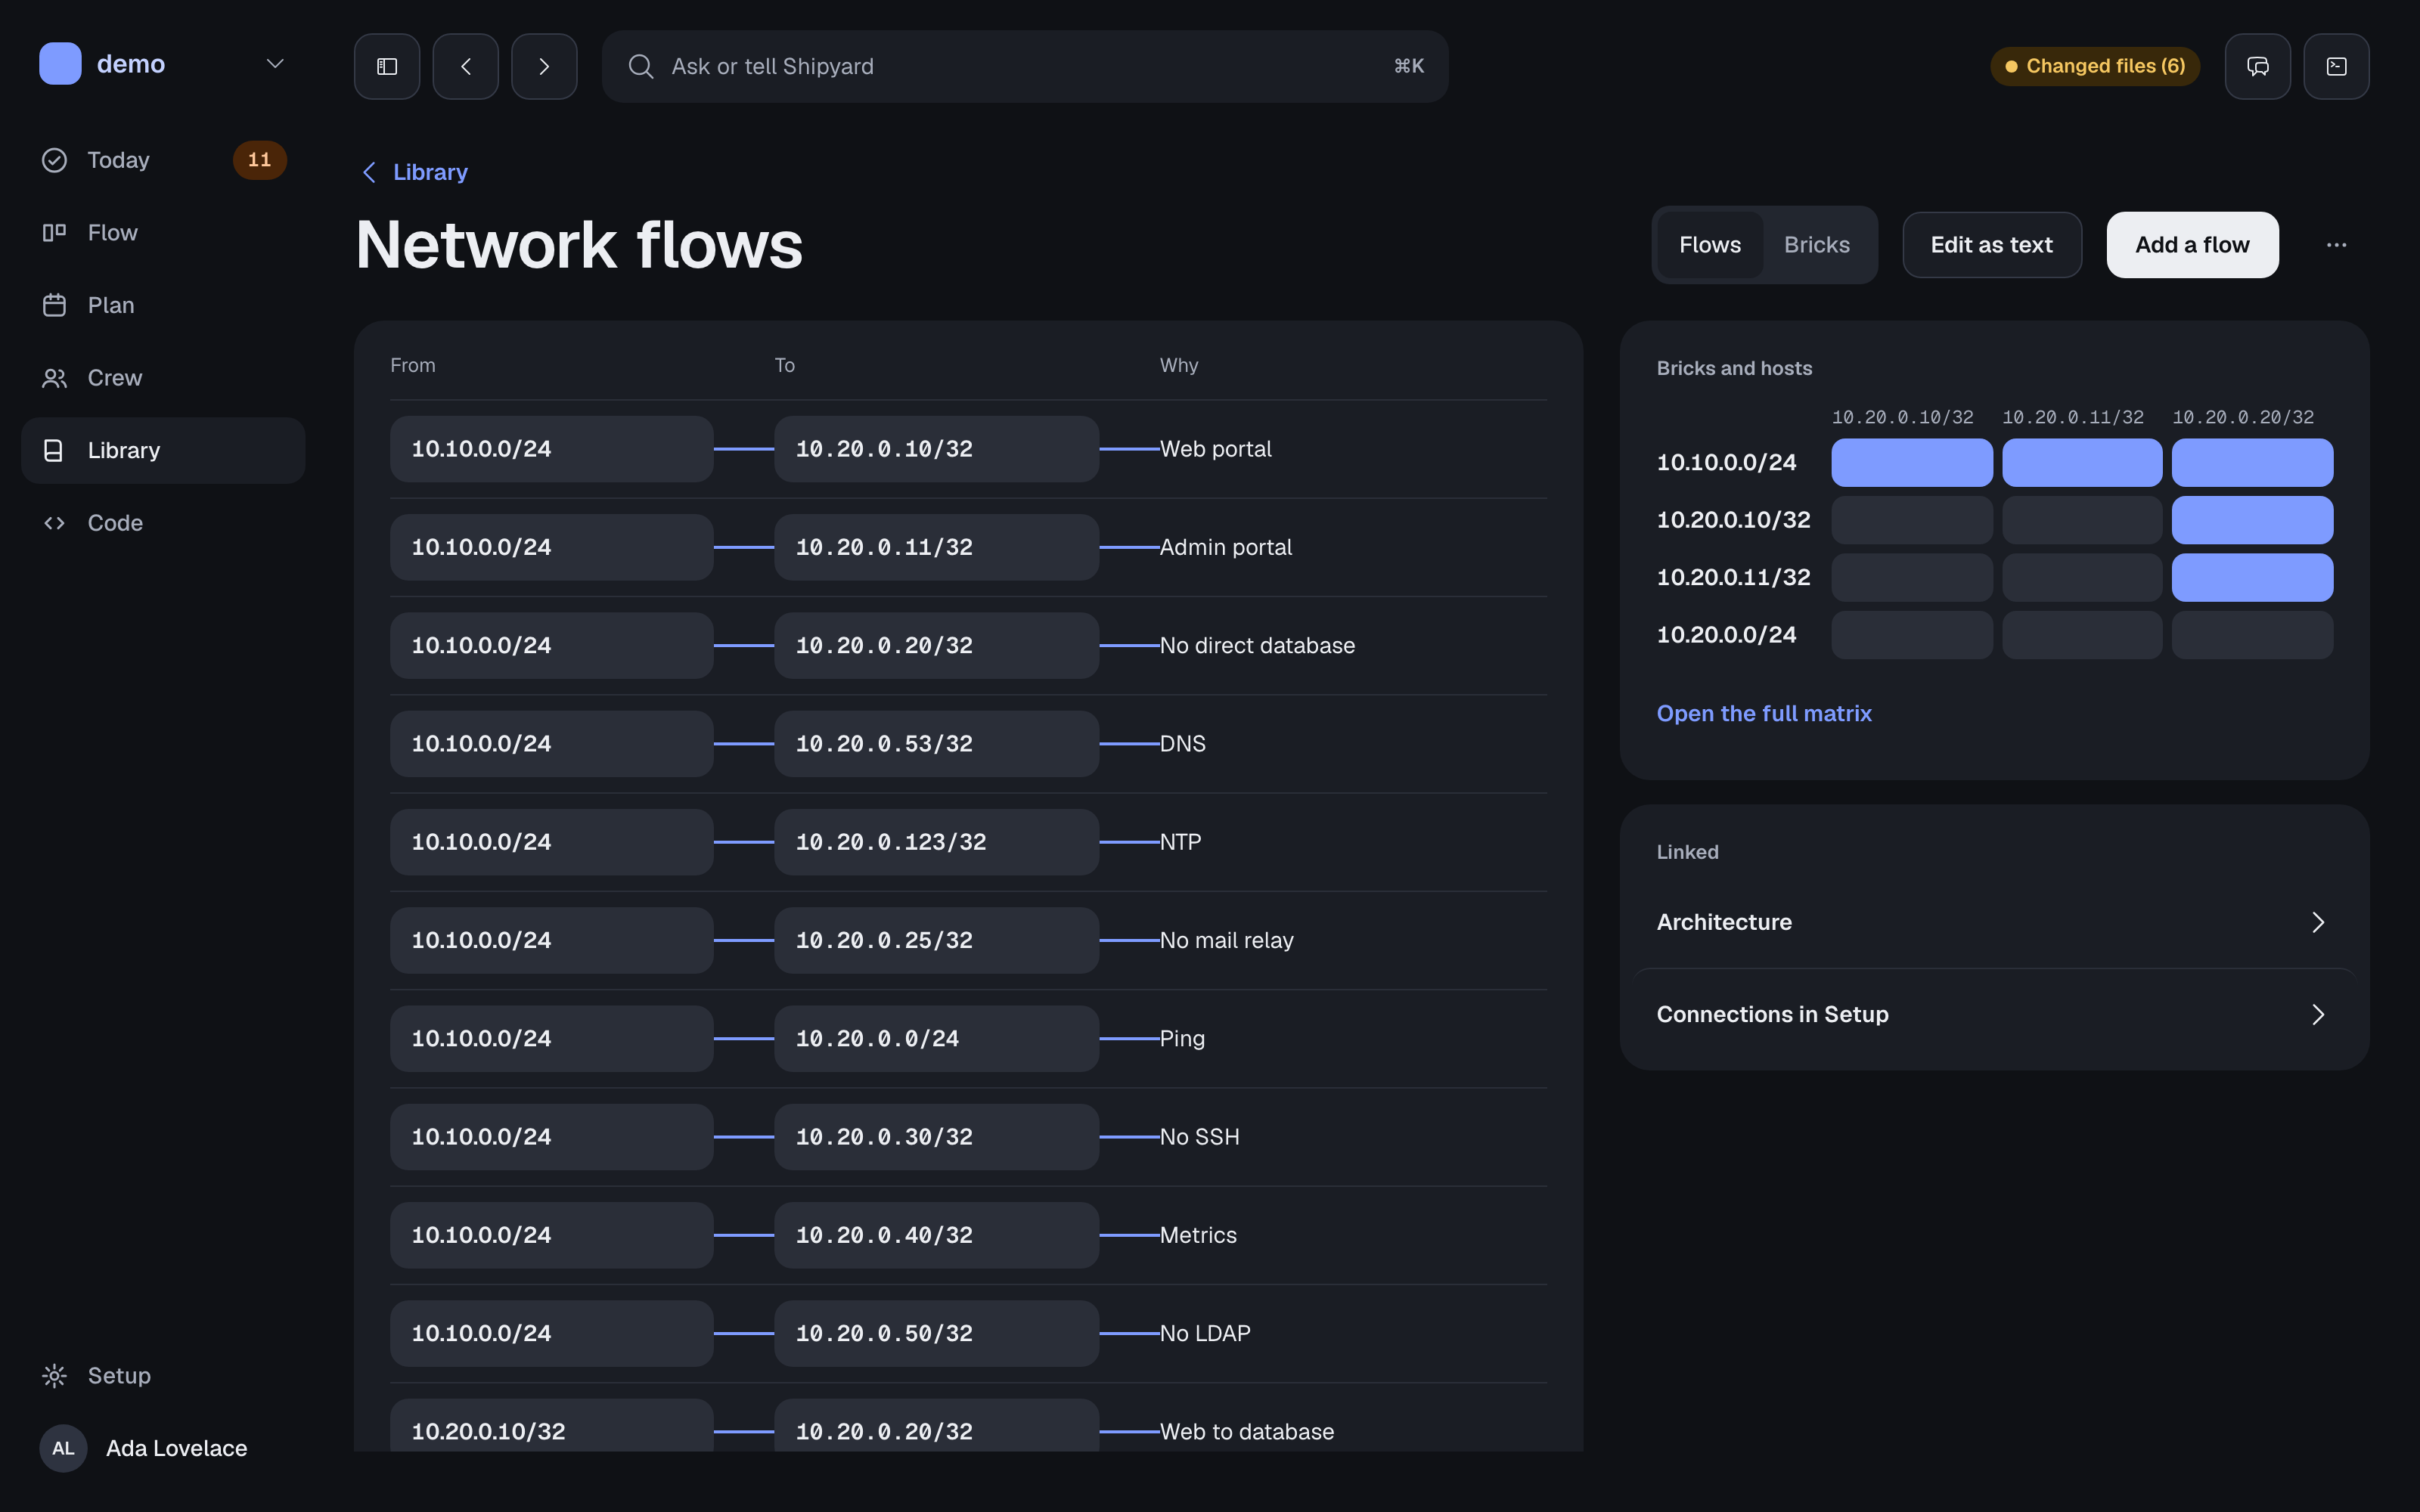 demo
Ask or tell Shipyard ⌘K
Changed files (6)
Today 11
Flow
Plan
Crew
Library
Code
Setup
AL Ada Lovelace
Library
Network flows
Flows Bricks Edit as text Add a flow ...
From To Why
10.10.0.0/24 10.20.0.10/32 Web portal
10.10.0.0/24 10.20.0.11/32 Admin portal
10.10.0.0/24 10.20.0.20/32 No direct database
10.10.0.0/24 10.20.0.53/32 DNS
10.10.0.0/24 10.20.0.123/32 NTP
10.10.0.0/24 10.20.0.25/32 No mail relay
10.10.0.0/24 10.20.0.0/24 Ping
10.10.0.0/24 10.20.0.30/32 No SSH
10.10.0.0/24 10.20.0.40/32 Metrics
10.10.0.0/24 10.20.0.50/32 No LDAP
10.20.0.10/32 10.20.0.20/32 Web to database
Bricks and hosts
10.20.0.10/32 10.20.0.11/32 10.20.0.20/32
10.10.0.0/24
10.20.0.10/32
10.20.0.11/32
10.20.0.0/24
Open the full matrix
Linked
Architecture
Connections in Setup